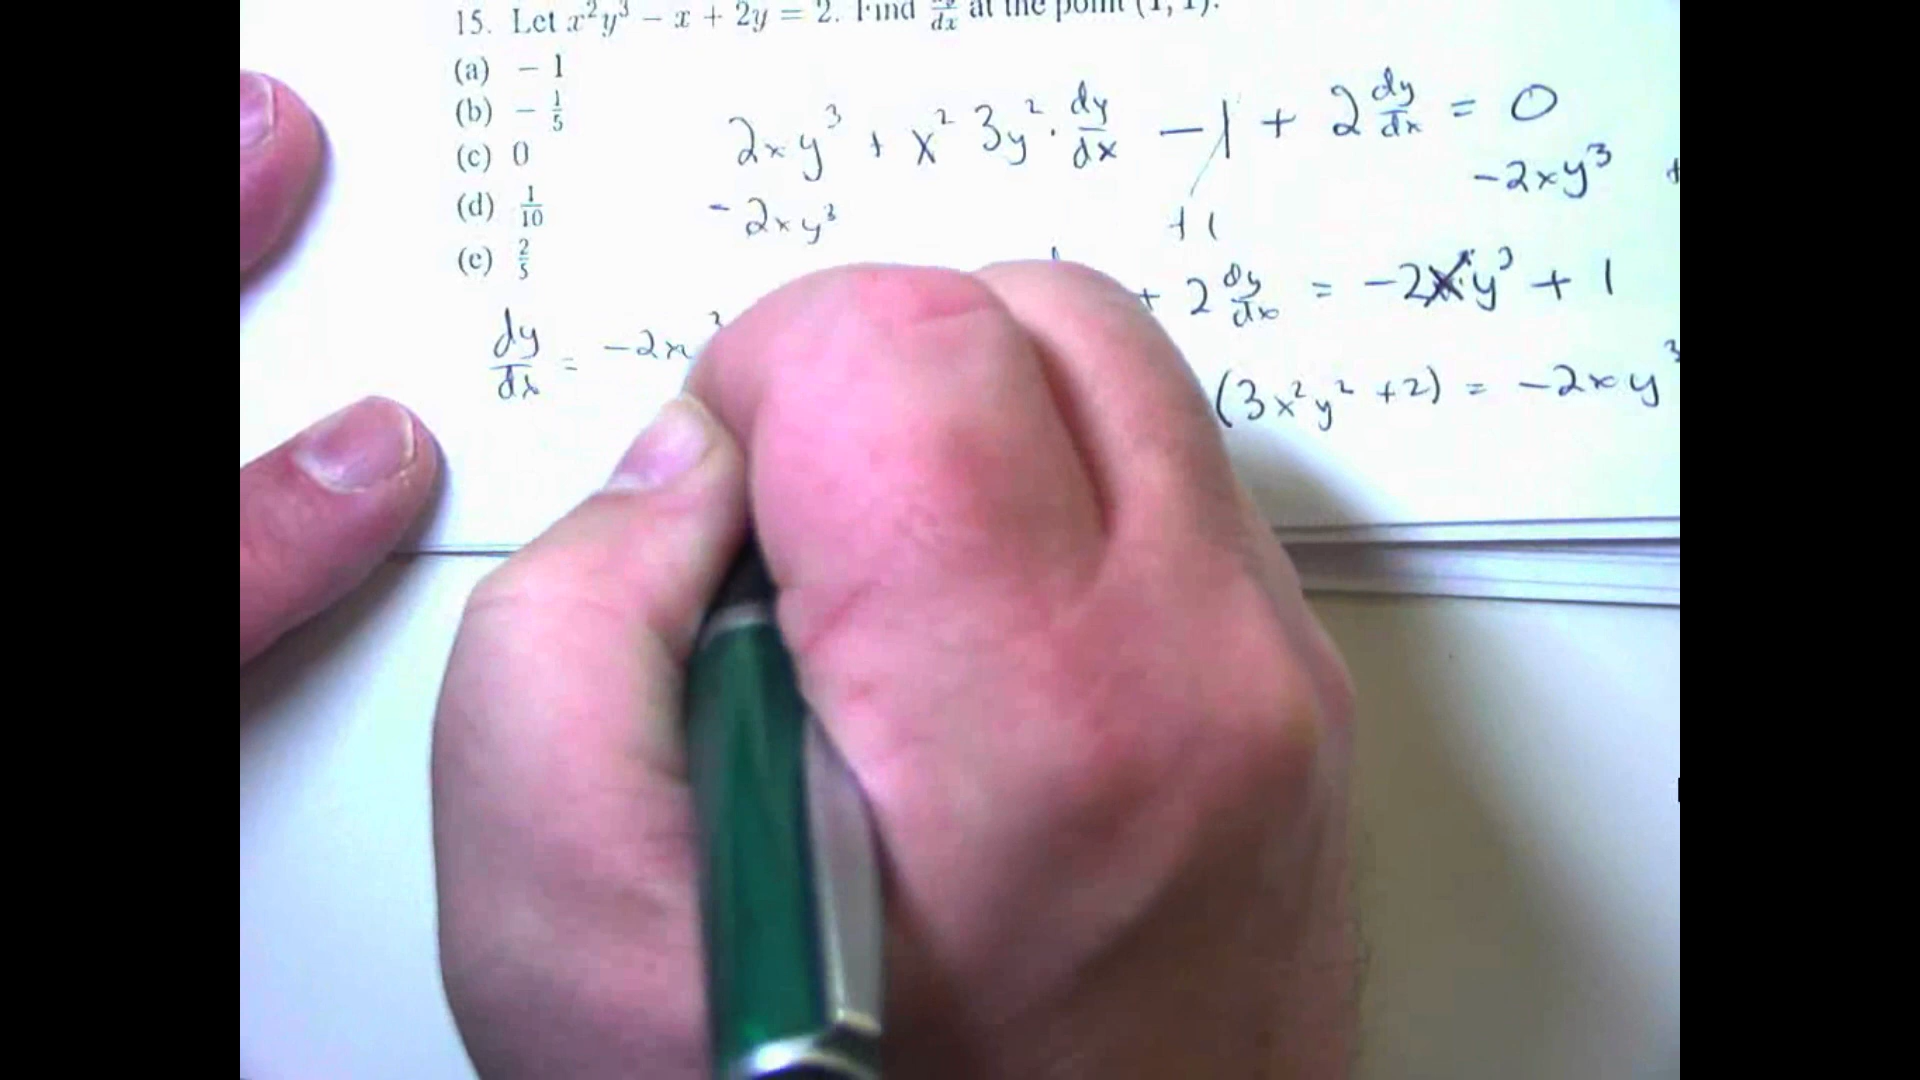 15. Let x²y³ − x + 2y = 2. Find dy/dx at the point (1, 1).
(a) − 1
(b) − 1/5
(c) 0
(d) 1/10
(e) 2/5
2xy³ + x² 3y² · dy/dx − 1 + 2 dy/dx = 0
− 2xy³ + 1 −2xy³ +
+ 2 dy/dx = −2xy³ + 1
(3x²y² + 2) = −2xy³
dy/dx = −2x